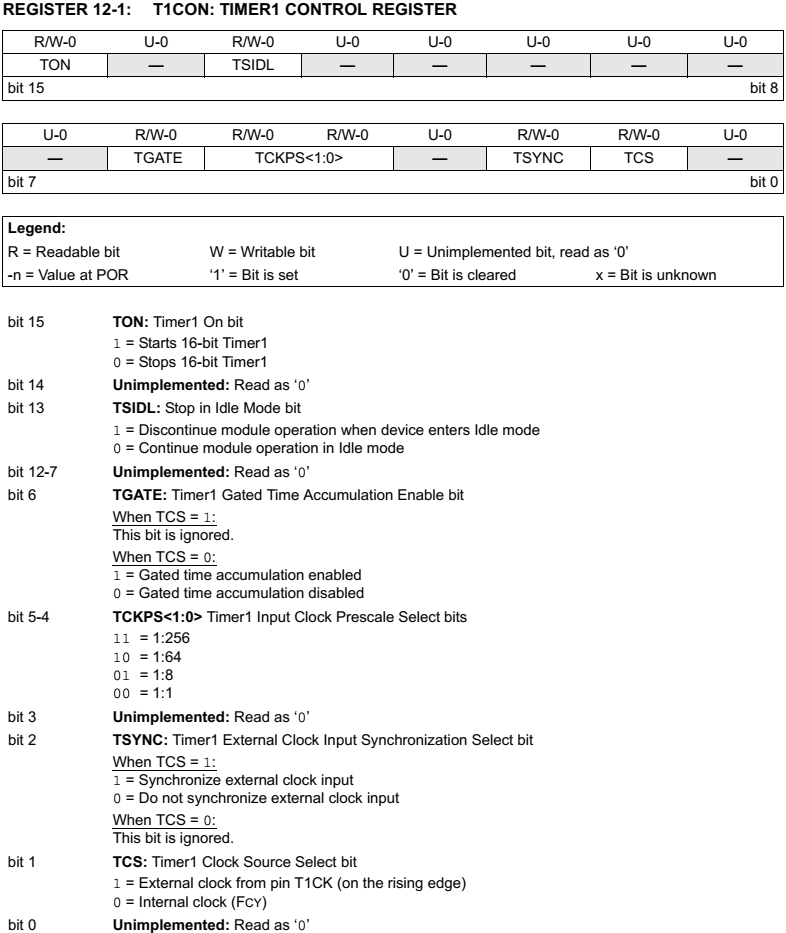 REGISTER 12-1: T1CON: TIMER1 CONTROL REGISTER
R/W-0 U-0 R/W-0 U-0 U-0 U-0 U-0 U-0
TON — TSIDL — — — — —
bit 15 bit 8
U-0 R/W-0 R/W-0 R/W-0 U-0 R/W-0 R/W-0 U-0
— TGATE TCKPS<1:0> — TSYNC TCS —
bit 7 bit 0
Legend:
R = Readable bit W = Writable bit U = Unimplemented bit, read as ‘0’
-n = Value at POR ‘1’ = Bit is set ‘0’ = Bit is cleared x = Bit is unknown
bit 15 TON: Timer1 On bit
1 = Starts 16-bit Timer1
0 = Stops 16-bit Timer1
bit 14 Unimplemented: Read as ‘0’
bit 13 TSIDL: Stop in Idle Mode bit
1 = Discontinue module operation when device enters Idle mode
0 = Continue module operation in Idle mode
bit 12-7 Unimplemented: Read as ‘0’
bit 6 TGATE: Timer1 Gated Time Accumulation Enable bit
When TCS = 1:
This bit is ignored.
When TCS = 0:
1 = Gated time accumulation enabled
0 = Gated time accumulation disabled
bit 5-4 TCKPS<1:0> Timer1 Input Clock Prescale Select bits
11 = 1:256
10 = 1:64
01 = 1:8
00 = 1:1
bit 3 Unimplemented: Read as ‘0’
bit 2 TSYNC: Timer1 External Clock Input Synchronization Select bit
When TCS = 1:
1 = Synchronize external clock input
0 = Do not synchronize external clock input
When TCS = 0:
This bit is ignored.
bit 1 TCS: Timer1 Clock Source Select bit
1 = External clock from pin T1CK (on the rising edge)
0 = Internal clock (FCY)
bit 0 Unimplemented: Read as ‘0’